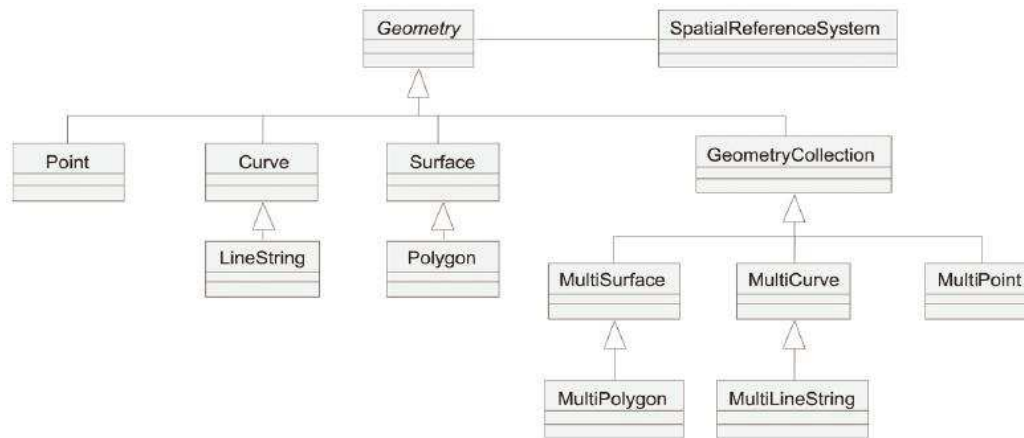 Geometry
SpatialReferenceSystem
Point
Curve
Surface
GeometryCollection
LineString
Polygon
MultiSurface
MultiCurve
MultiPoint
MultiPolygon
MultiLineString